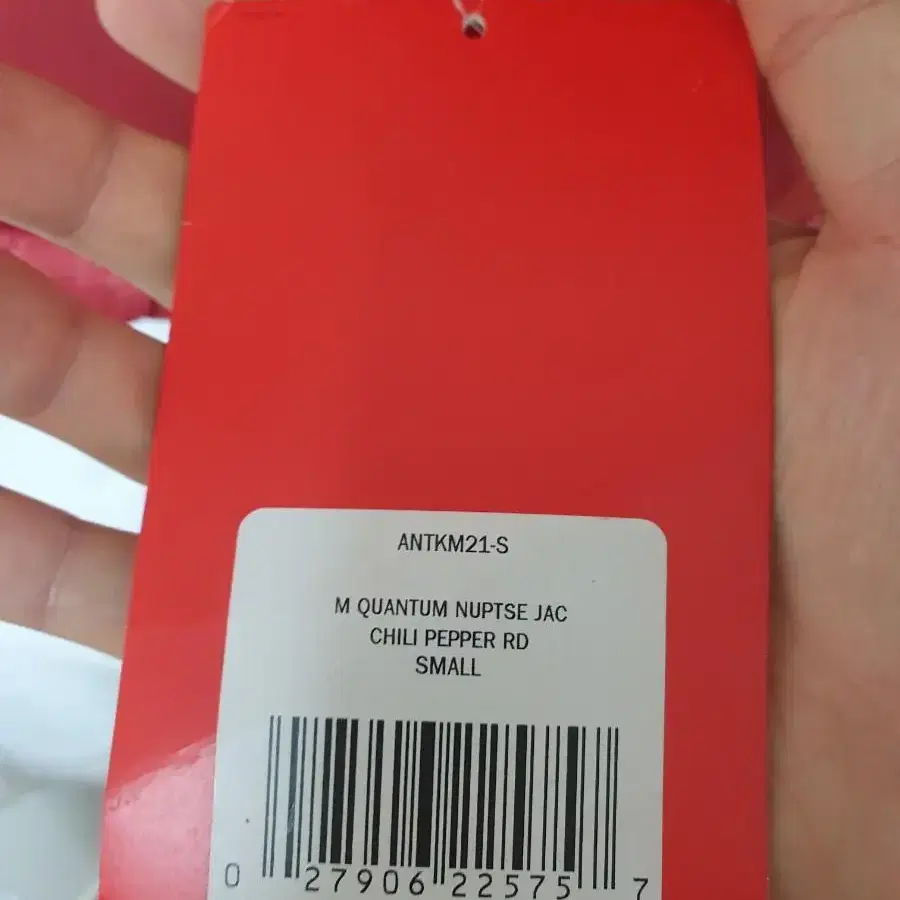 ANTKM21-S
M QUANTUM NUPTSE JAC
CHILI PEPPER RD
SMALL
0 27906 22575 7